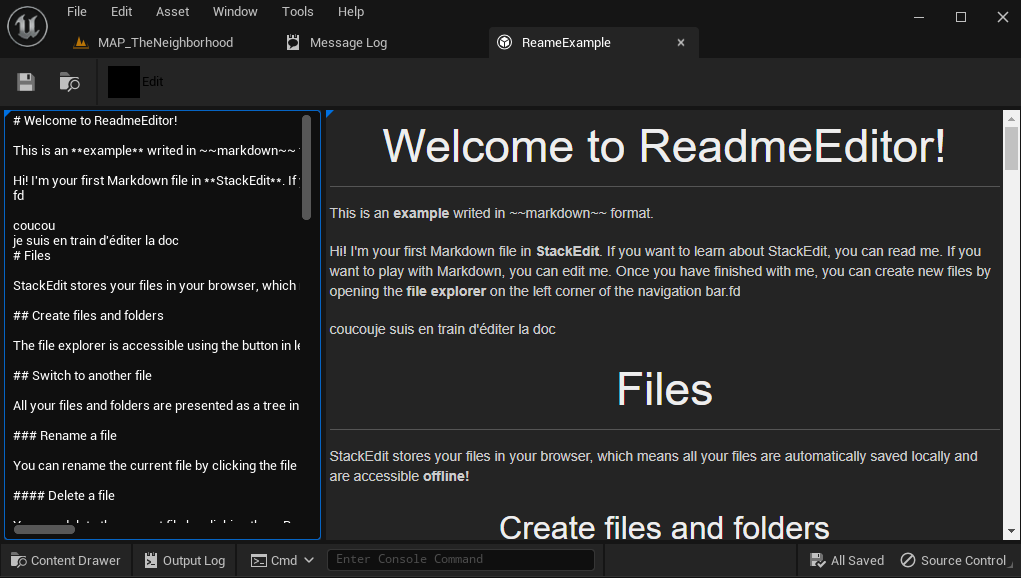 File Edit Asset Window Tools Help
MAP_TheNeighborhood Message Log ReameExample
Edit
# Welcome to ReadmeEditor!
This is an **example** writed in ~~markdown~~
Hi! I'm your first Markdown file in **StackEdit**. If
fd
coucou
je suis en train d'éditer la doc
# Files
StackEdit stores your files in your browser, which
## Create files and folders
The file explorer is accessible using the button in
## Switch to another file
All your files and folders are presented as a tree in
### Rename a file
You can rename the current file by clicking the file
#### Delete a file
Welcome to ReadmeEditor!
This is an example writed in ~~markdown~~ format.
Hi! I'm your first Markdown file in StackEdit. If you want to learn about StackEdit, you can read me. If you
want to play with Markdown, you can edit me. Once you have finished with me, you can create new files by
opening the file explorer on the left corner of the navigation bar.fd
coucouje suis en train d'éditer la doc
Files
StackEdit stores your files in your browser, which means all your files are automatically saved locally and
are accessible offline!
Create files and folders
Content Drawer Output Log Cmd Enter Console Command All Saved Source Control